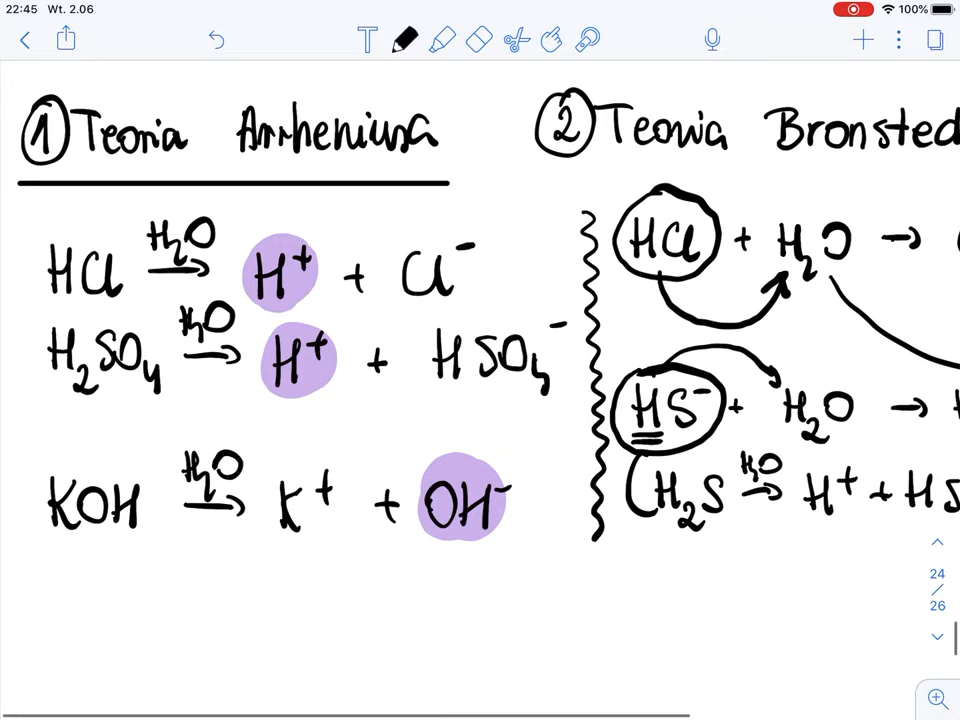 22:45 Wt. 2.06 100%
① Teoria Arrheniusa
HCl H₂O → H⁺ + Cl⁻
H₂SO₄ H₂O → H⁺ + HSO₄⁻
KOH H₂O → K⁺ + OH⁻
② Teoria Bronsted
HCl + H₂O →
HS⁻ + H₂O → H
(H₂S H₂O → H⁺ + HS
24
/
26